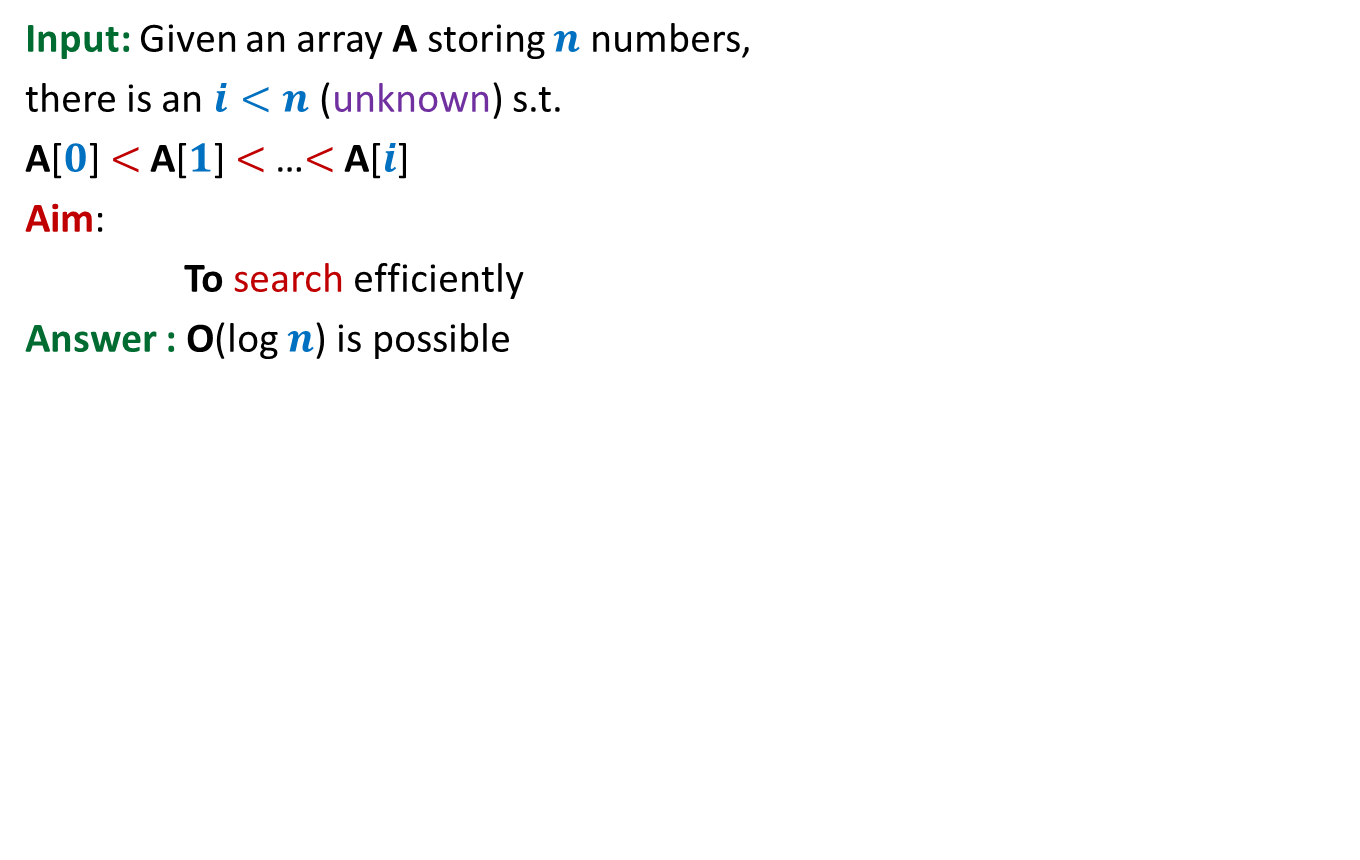 Input: Given an array A storing n numbers,
there is an i < n (unknown) s.t.
A[0] < A[1] < …< A[i]
Aim:
To search efficiently
Answer : O(log n) is possible